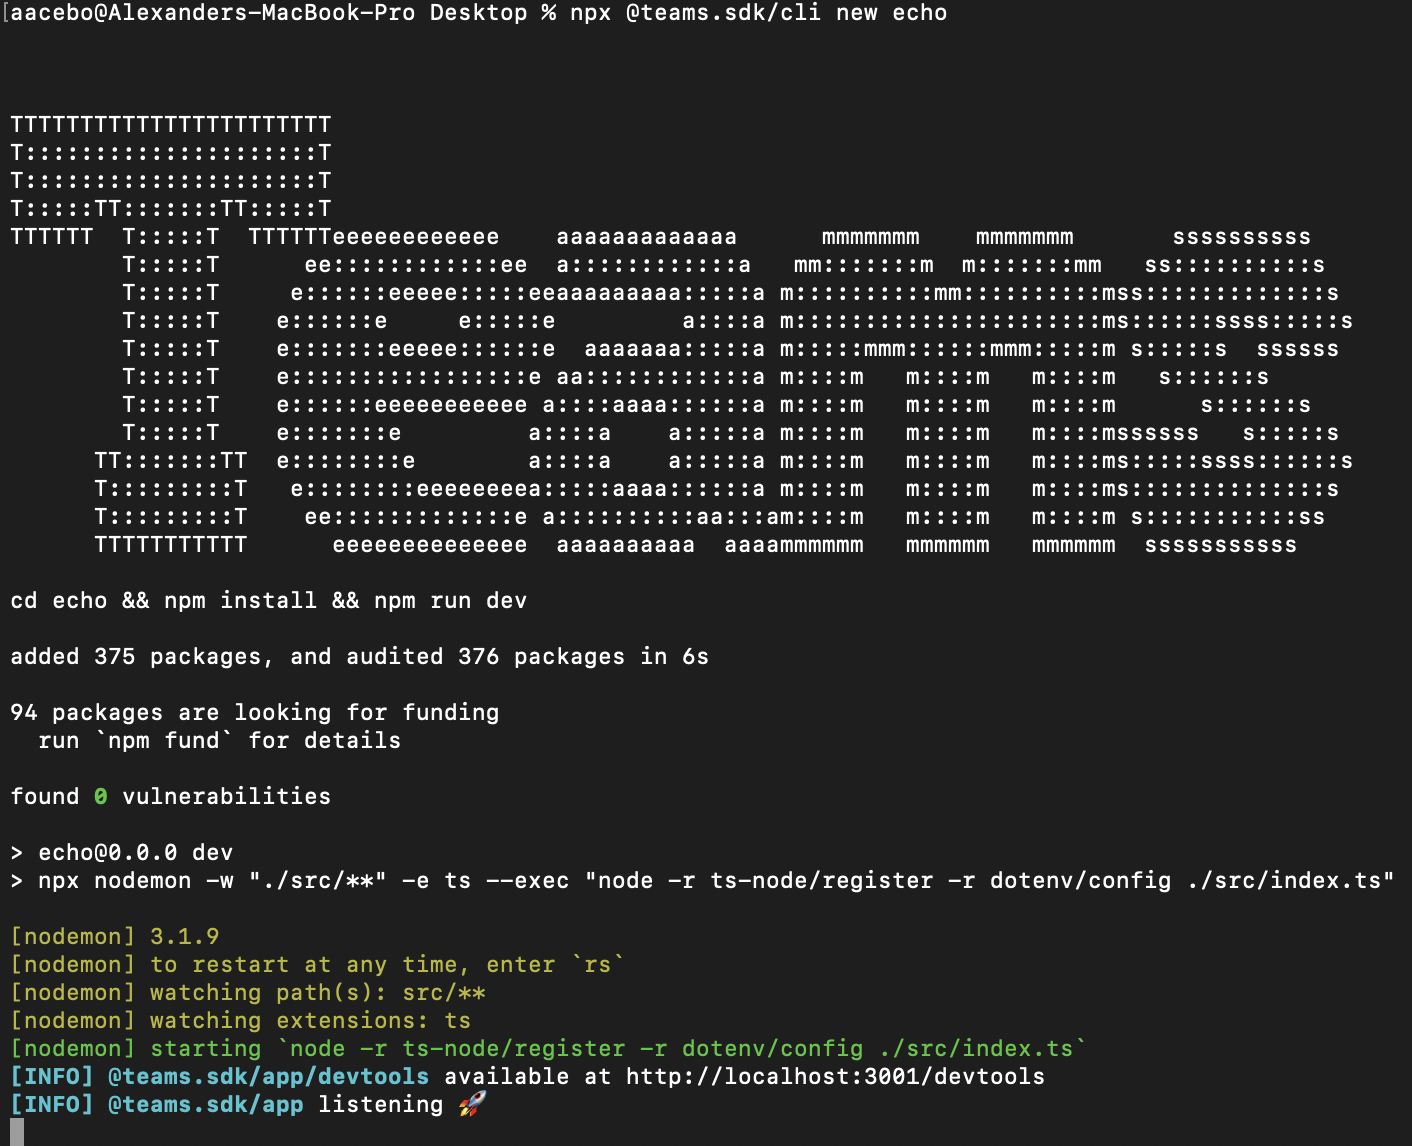 [aacebo@Alexanders-MacBook-Pro Desktop % npx @teams.sdk/cli new echo
TTTTTTTTTTTTTTTTTTTTTTT
T:::::::::::::::::::::T
T:::::::::::::::::::::T
T:::::TT:::::::TT:::::T
TTTTTT  T:::::T  TTTTTTeeeeeeeeeeee    aaaaaaaaaaaaa      mmmmmmm    mmmmmmm       ssssssssss
        T:::::T      ee::::::::::::ee  a::::::::::::a   mm:::::::m  m:::::::mm   ss::::::::::s
        T:::::T     e::::::eeeee:::::eeaaaaaaaaa:::::a m::::::::::mm::::::::::mss:::::::::::::s
        T:::::T    e::::::e     e:::::e         a::::a m::::::::::::::::::::::ms::::::ssss:::::s
        T:::::T    e:::::::eeeee::::::e  aaaaaaa:::::a m:::::mmm::::::mmm:::::m s:::::s  ssssss
        T:::::T    e:::::::::::::::::e aa::::::::::::a m::::m   m::::m   m::::m   s::::::s
        T:::::T    e::::::eeeeeeeeeee a::::aaaa::::::a m::::m   m::::m   m::::m      s::::::s
        T:::::T    e:::::::e         a::::a    a:::::a m::::m   m::::m   m::::mssssss   s:::::s
      TT:::::::TT  e::::::::e        a::::a    a:::::a m::::m   m::::m   m::::ms:::::ssss::::::s
      T:::::::::T   e::::::::eeeeeeeea:::::aaaa::::::a m::::m   m::::m   m::::ms::::::::::::::s
      T:::::::::T    ee:::::::::::::e a::::::::::aa:::am::::m   m::::m   m::::m s:::::::::::ss
      TTTTTTTTTTT      eeeeeeeeeeeeee  aaaaaaaaaa  aaaammmmmm   mmmmmm   mmmmmm  sssssssssss
cd echo && npm install && npm run dev
added 375 packages, and audited 376 packages in 6s
94 packages are looking for funding
  run `npm fund` for details
found 0 vulnerabilities
> echo@0.0.0 dev
> npx nodemon -w "./src/**" -e ts --exec "node -r ts-node/register -r dotenv/config ./src/index.ts"
[nodemon] 3.1.9
[nodemon] to restart at any time, enter `rs`
[nodemon] watching path(s): src/**
[nodemon] watching extensions: ts
[nodemon] starting `node -r ts-node/register -r dotenv/config ./src/index.ts`
[INFO] @teams.sdk/app/devtools available at http://localhost:3001/devtools
[INFO] @teams.sdk/app listening 🚀